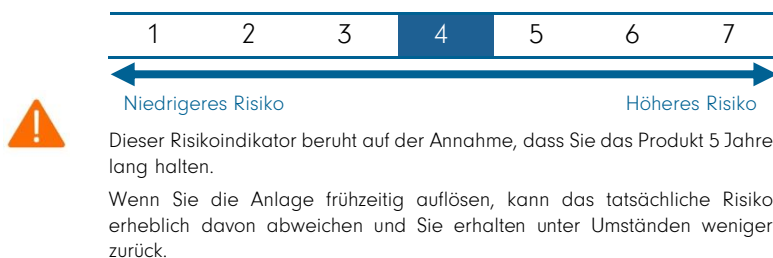 1 2 3 4 5 6 7
Niedrigeres Risiko Höheres Risiko
Dieser Risikoindikator beruht auf der Annahme, dass Sie das Produkt 5 Jahre
lang halten.
Wenn Sie die Anlage frühzeitig auflösen, kann das tatsächliche Risiko
erheblich davon abweichen und Sie erhalten unter Umständen weniger
zurück.